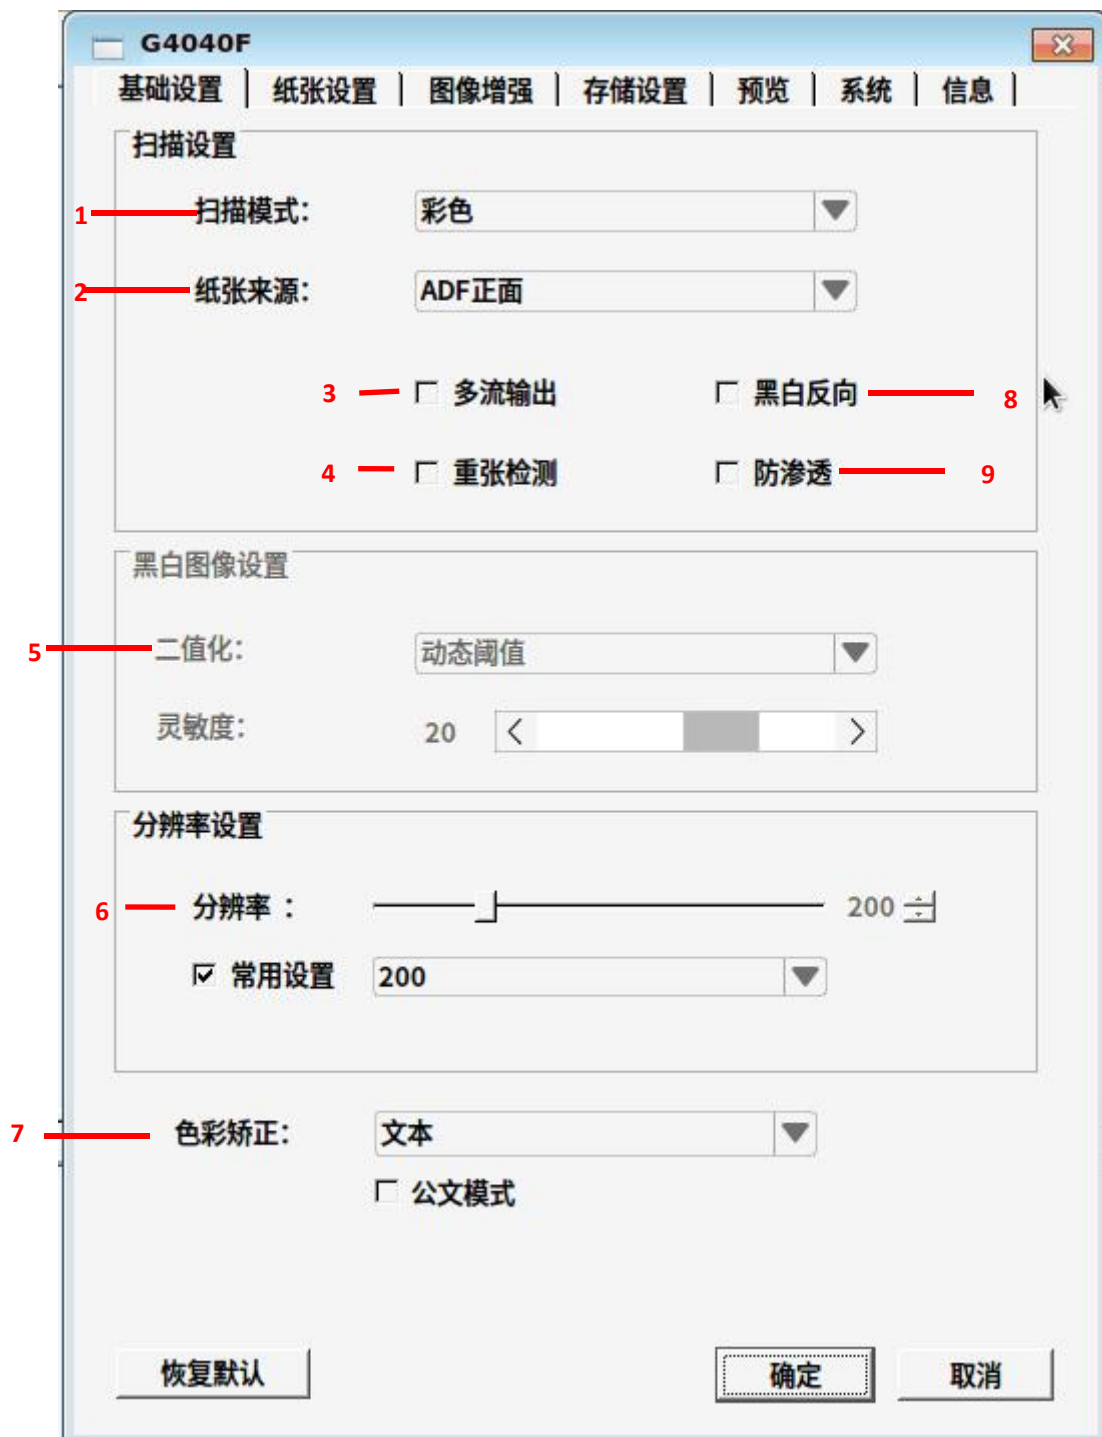 G4040F
基础设置 纸张设置 图像增强 存储设置 预览 系统 信息
扫描设置
1 扫描模式： 彩色
2 纸张来源： ADF正面
3 多流输出 黑白反向 8
4 重张检测 防渗透 9
黑白图像设置
5 二值化： 动态阈值
灵敏度： 20
分辨率设置
6 分辨率 ： 200
常用设置 200
7 色彩矫正： 文本
公文模式
恢复默认 确定 取消